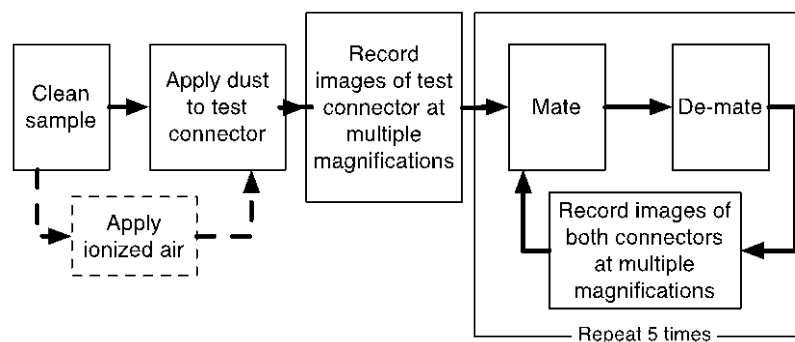 Clean
sample
Apply dust
to test
connector
Record
images of test
connector at
multiple
magnifications
Mate
De-mate
Apply
ionized air
Record images of
both connectors
at multiple
magnifications
Repeat 5 times